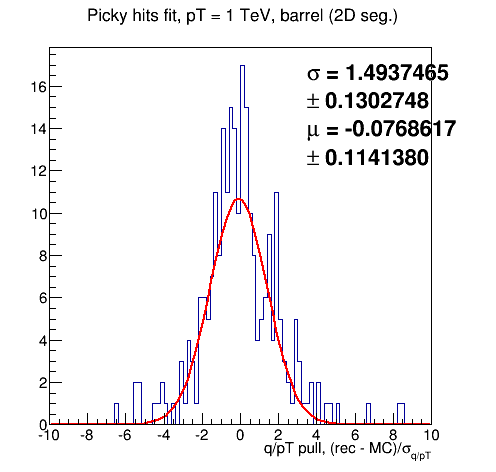 Picky hits fit, pT = 1 TeV, barrel (2D seg.)
σ = 1.4937465
± 0.1302748
μ = -0.0768617
± 0.1141380
16
14
12
10
8
6
4
2
0
-10 -8 -6 -4 -2 0 2 4 6 8 10
q/pT pull, (rec - MC)/σq/pT